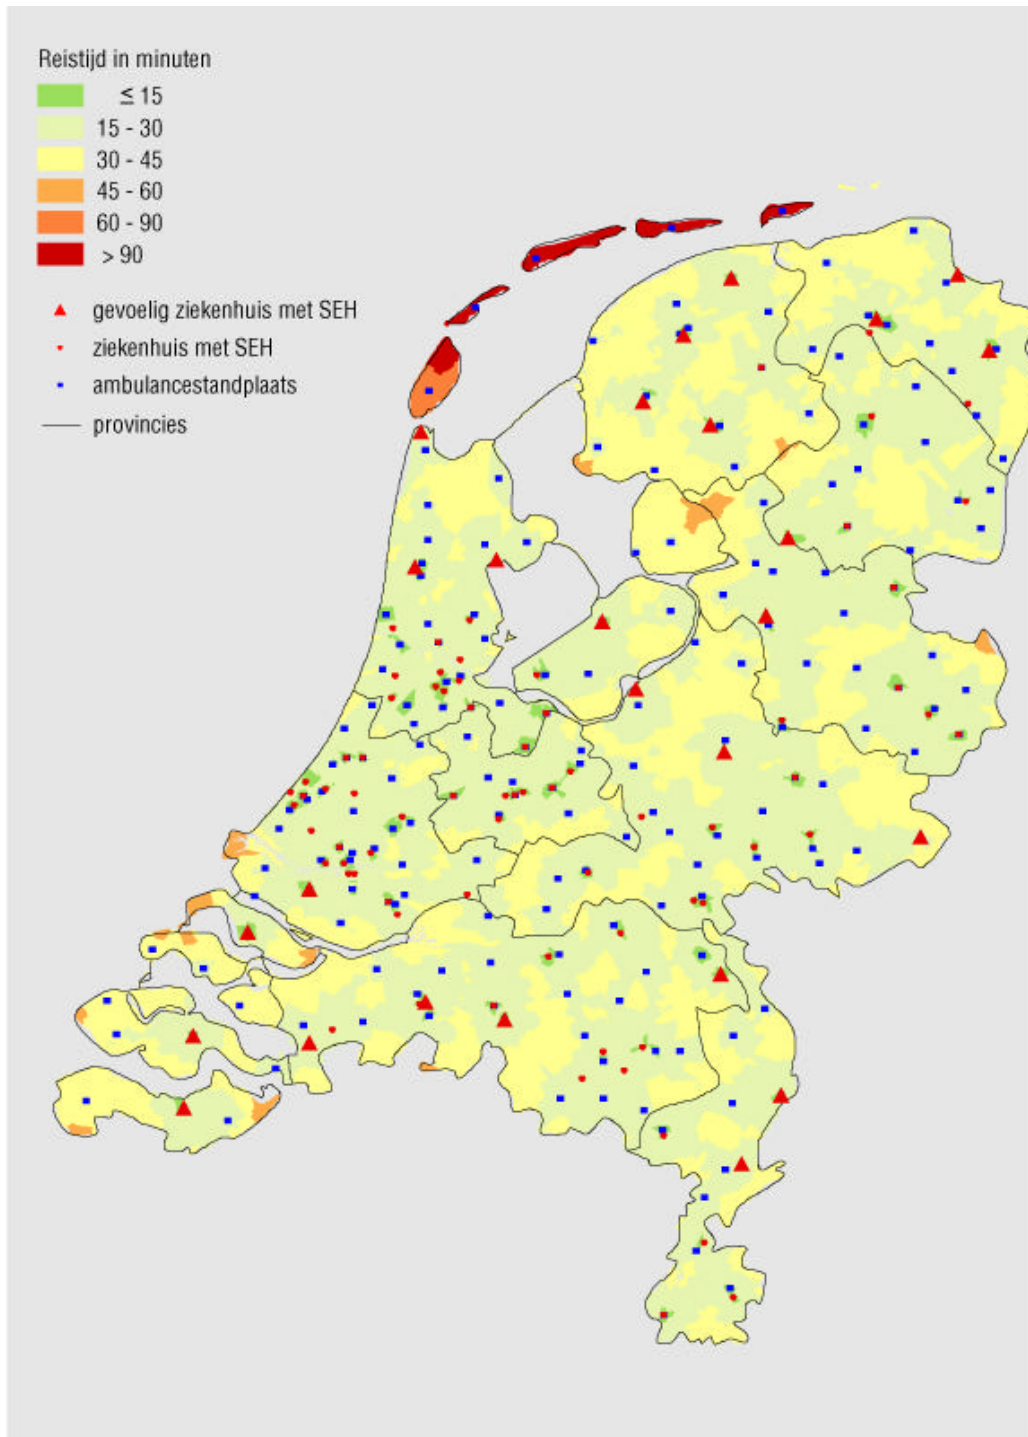 Reistijd in minuten
≤ 15
15 - 30
30 - 45
45 - 60
60 - 90
> 90
gevoelig ziekenhuis met SEH
ziekenhuis met SEH
ambulancestandplaats
provincies